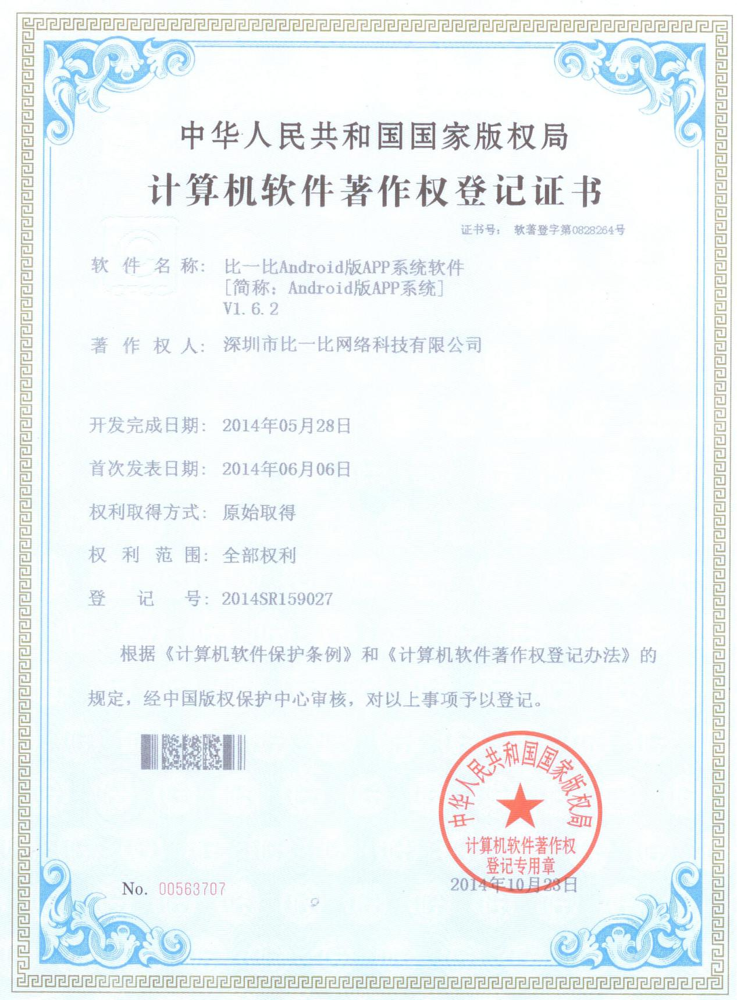 中华人民共和国国家版权局
计算机软件著作权登记证书
证书号： 软著登字第0828264号
软件名称： 比一比Android版APP系统软件
[简称：Android版APP系统]
V1.6.2
著作权人： 深圳市比一比网络科技有限公司
开发完成日期： 2014年05月28日
首次发表日期： 2014年06月06日
权利取得方式： 原始取得
权利范围： 全部权利
登记号： 2014SR159027
根据《计算机软件保护条例》和《计算机软件著作权登记办法》的
规定，经中国版权保护中心审核，对以上事项予以登记。
中华人民共和国国家版权局
计算机软件著作权
登记专用章
No. 00563707
2014年10月23日